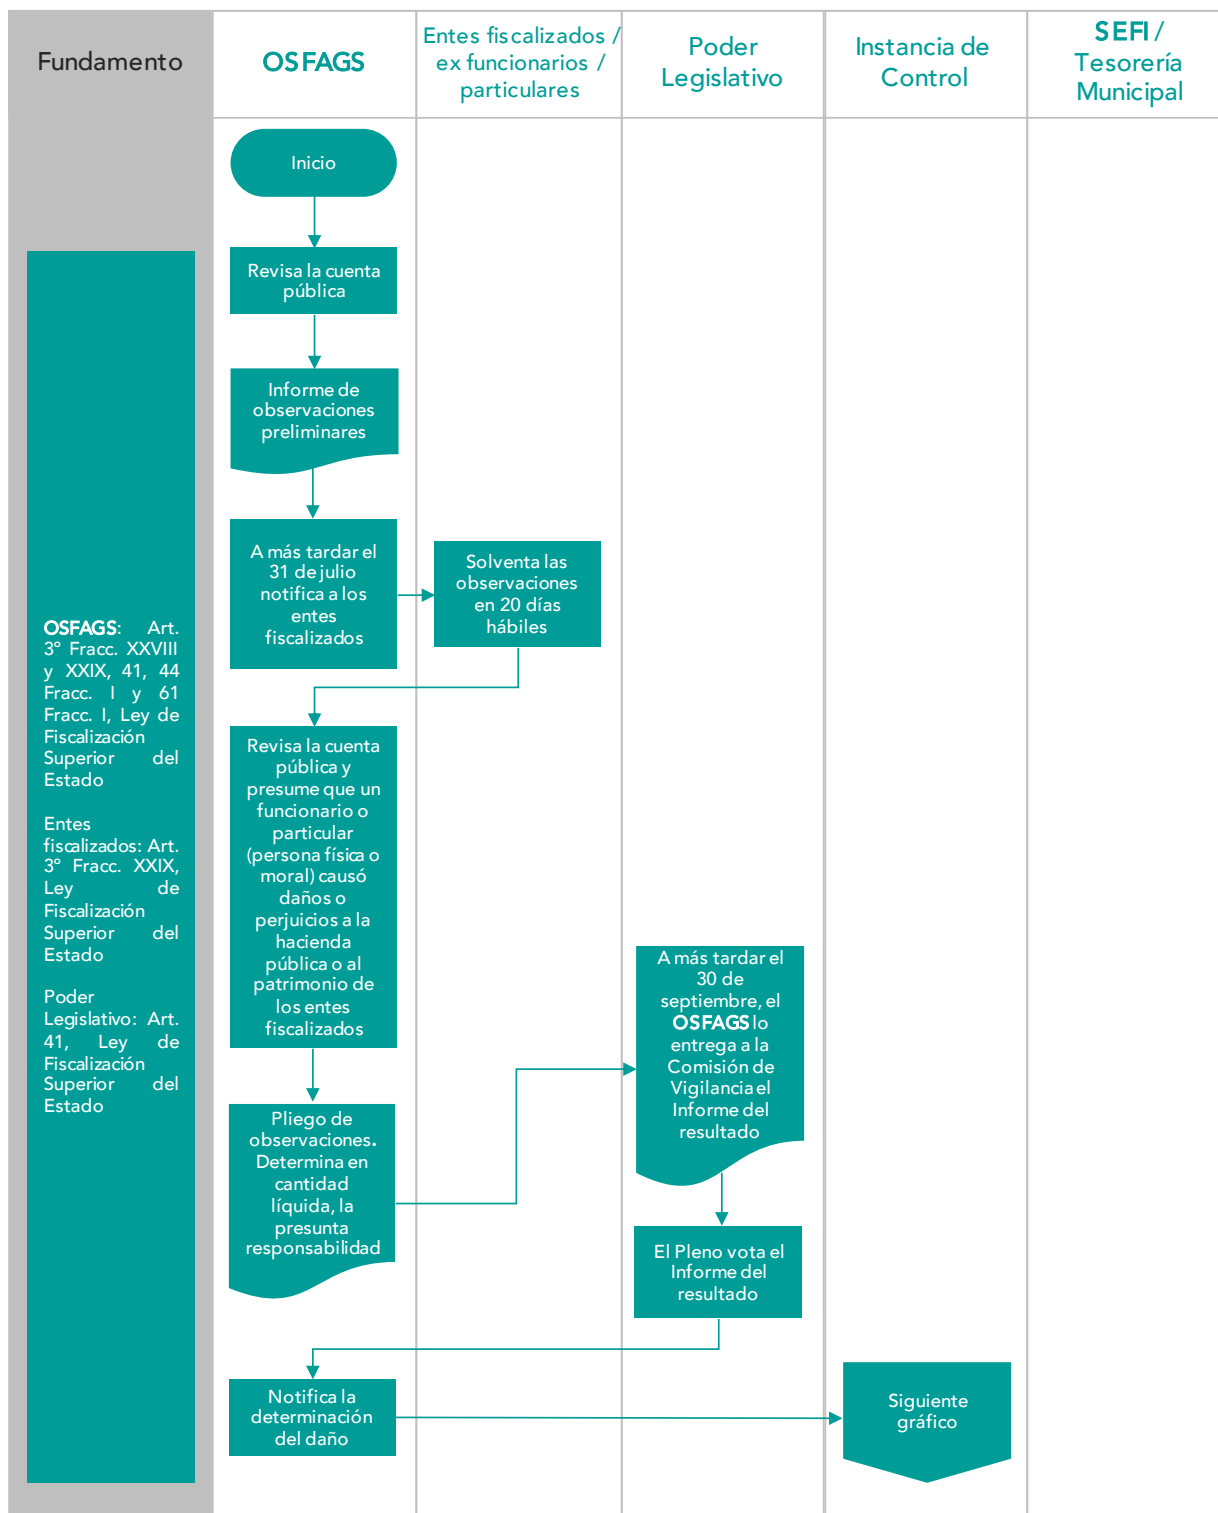 Fundamento
OSFAGS
Entes fiscalizados /
ex funcionarios /
particulares
Poder
Legislativo
Instancia de
Control
SEFI /
Tesorería
Municipal
Inicio
Revisa la cuenta
pública
Informe de
observaciones
preliminares
A más tardar el
31 de julio
notifica a los
entes
fiscalizados
Solventa las
observaciones
en 20 días
hábiles
OSFAGS: Art.
3º Fracc. XXVIII
y XXIX, 41, 44
Fracc. I y 61
Fracc. I, Ley de
Fiscalización
Superior del
Estado
Entes
fiscalizados: Art.
3º Fracc. XXIX,
Ley de
Fiscalización
Superior del
Estado
Poder
Legislativo: Art.
41, Ley de
Fiscalización
Superior del
Estado
Revisa la cuenta
pública y
presume que un
funcionario o
particular
(persona física o
moral) causó
daños o
perjuicios a la
hacienda
pública o al
patrimonio de
los entes
fiscalizados
A más tardar el
30 de
septiembre, el
OSFAGS lo
entrega a la
Comisión de
Vigilancia el
Informe del
resultado
Pliego de
observaciones.
Determina en
cantidad
líquida, la
presunta
responsabilidad
El Pleno vota el
Informe del
resultado
Notifica la
determinación
del daño
Siguiente
gráfico